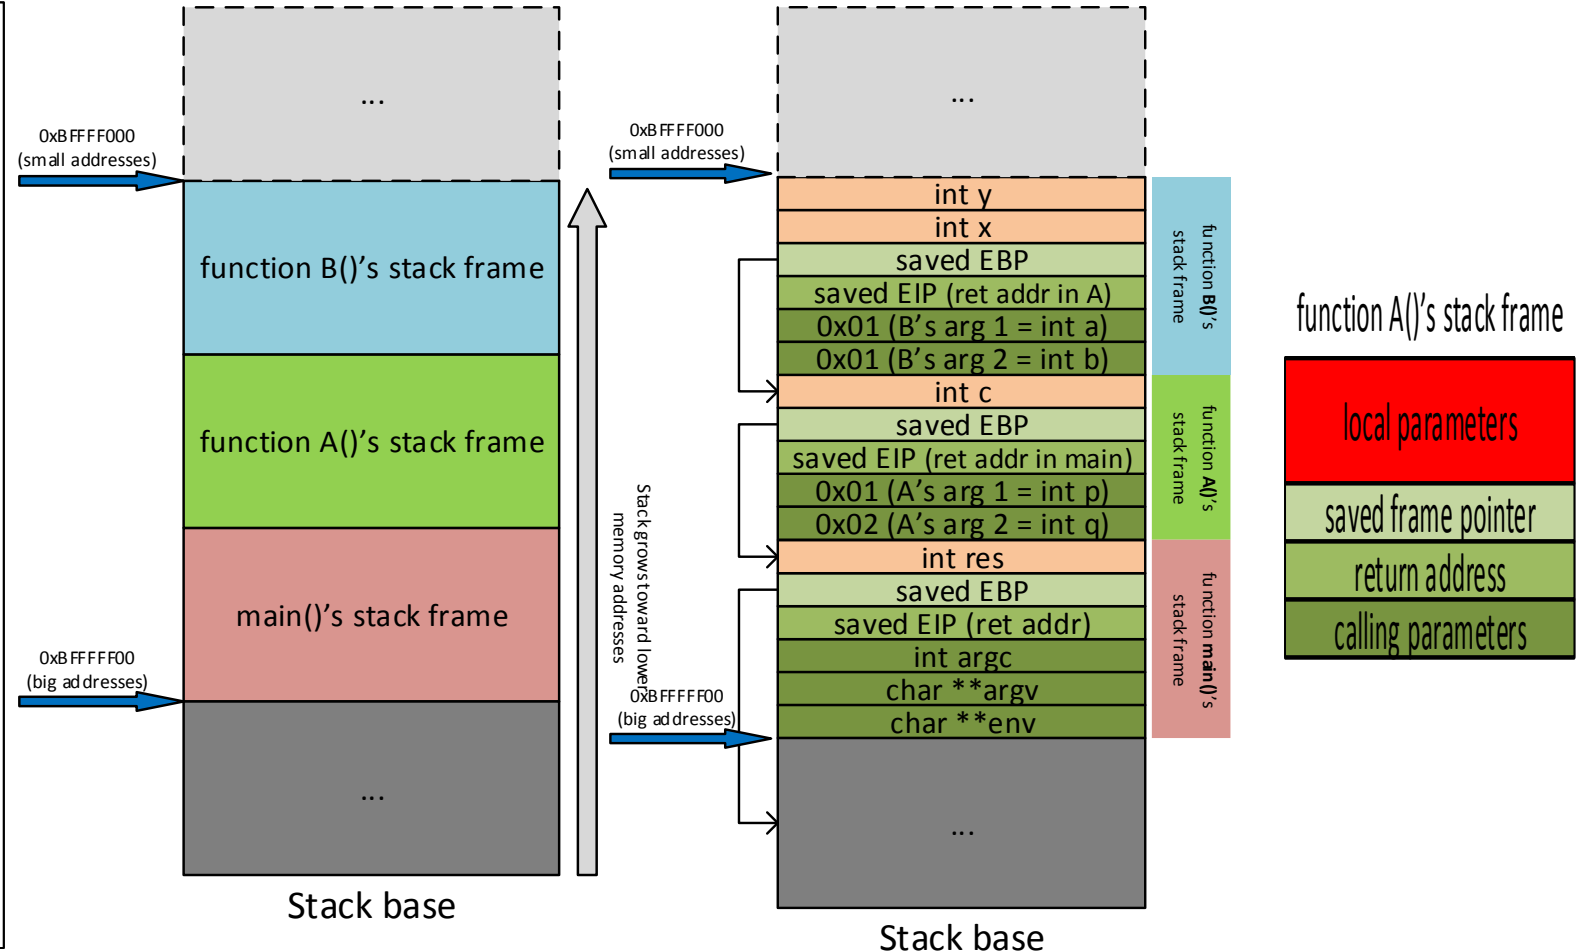 ...
0xBFFFF000
(small addresses)
function B()’s stack frame
function A()’s stack frame
main()’s stack frame
0xBFFFFF00
(big addresses)
...
Stack base
Stack grows toward lower
memory addresses
...
0xBFFFF000
(small addresses)
int y
int x
saved EBP
saved EIP (ret addr in A)
0x01 (B’s arg 1 = int a)
0x01 (B’s arg 2 = int b)
int c
saved EBP
saved EIP (ret addr in main)
0x01 (A’s arg 1 = int p)
0x02 (A’s arg 2 = int q)
int res
saved EBP
saved EIP (ret addr)
int argc
char **argv
char **env
0xBFFFFF00
(big addresses)
...
Stack base
function B()’s
stack frame
function A()’s
stack frame
function main()’s
stack frame
function A()’s stack frame
local parameters
saved frame pointer
return address
calling parameters